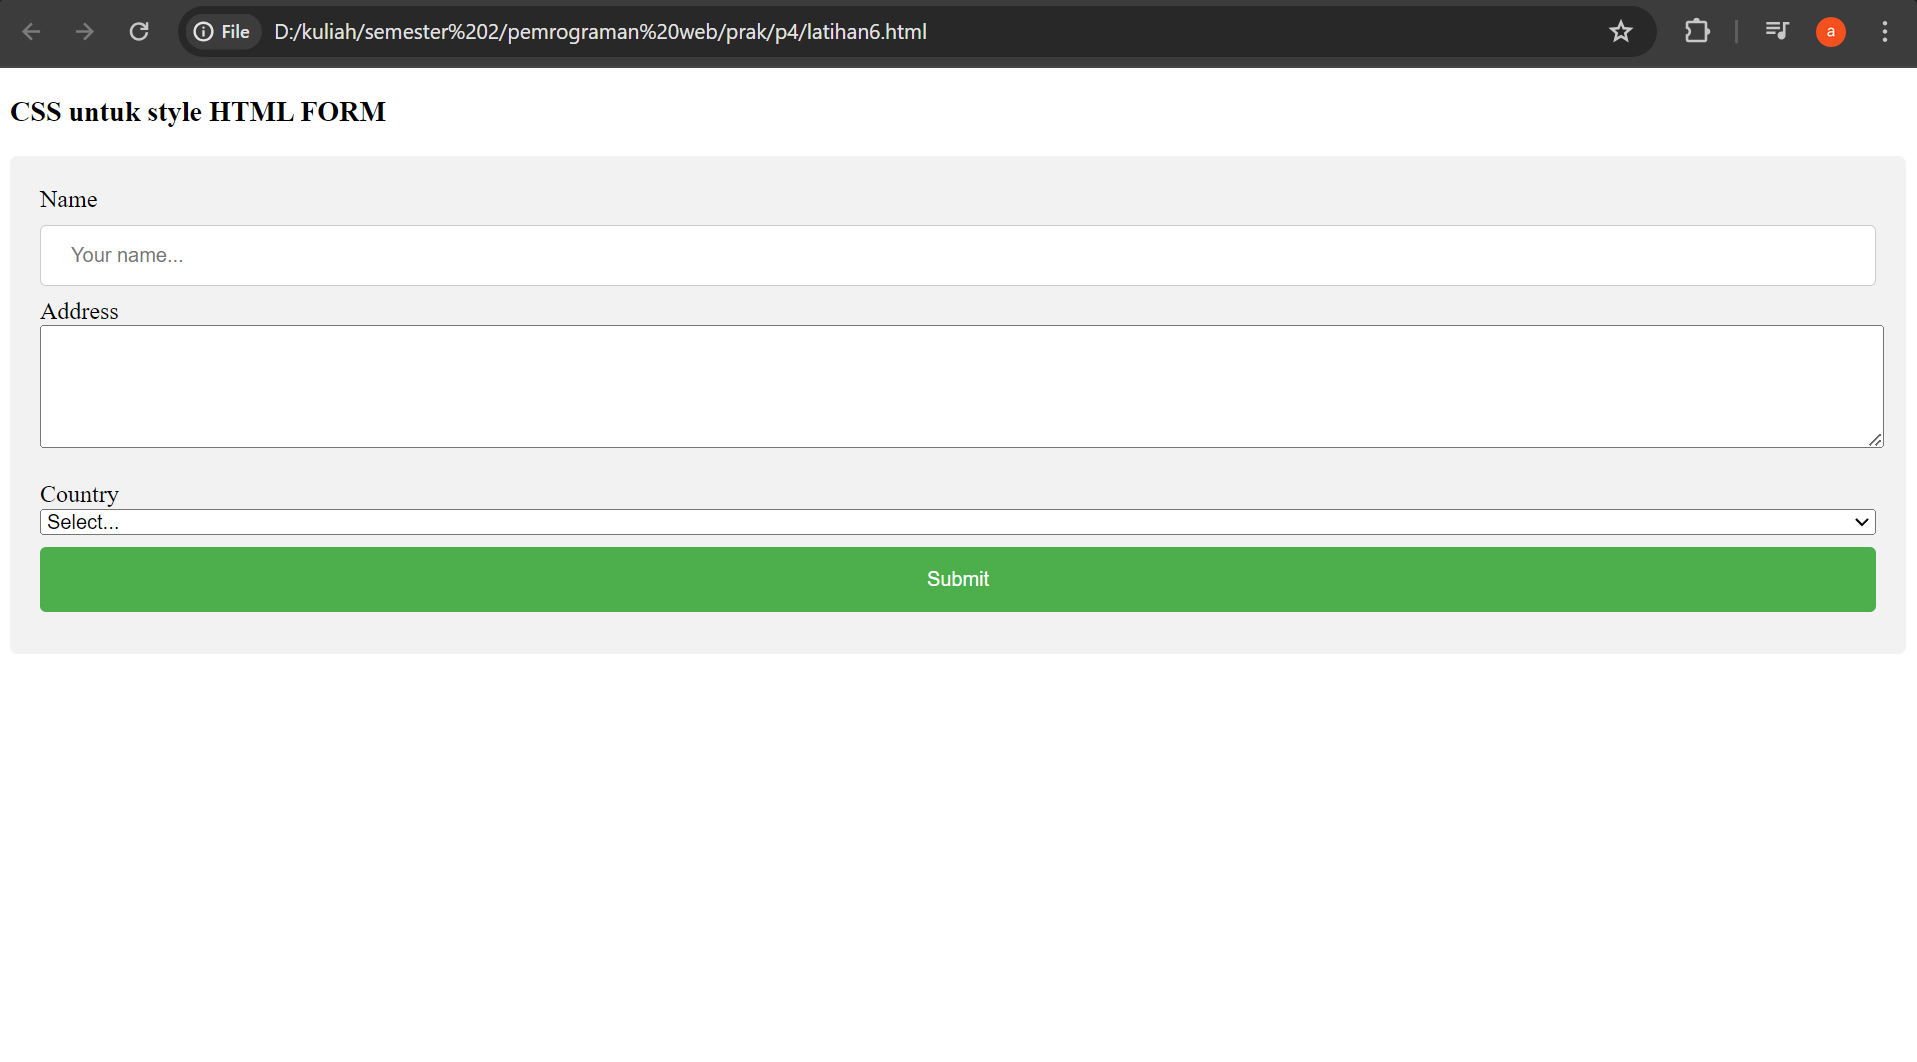 File D:/kuliah/semester%202/pemrograman%20web/prak/p4/latihan6.html a
CSS untuk style HTML FORM
Name
Your name...
Address
Country
Select...
Submit